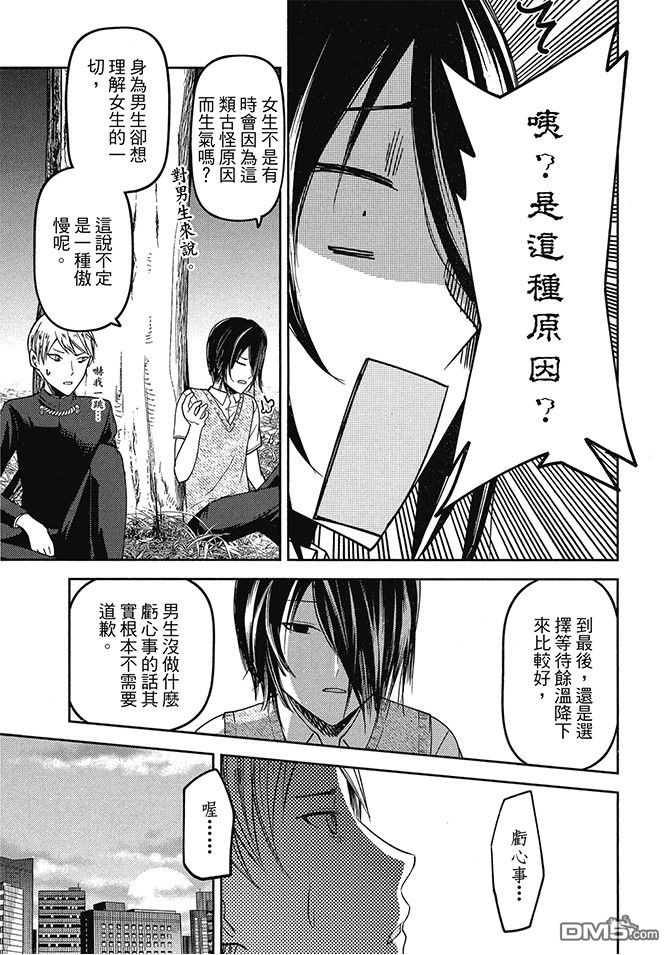 咦？是這種原因？
女生不是有
時會因為這
類古怪原因
而生氣嗎？
對男生來說。
身為男生卻想
理解女生的一
切，
這說不定
是一種傲
慢呢。
嚇我一跳…
到最後，還是選
擇等待餘溫降下
來比較好，
男生沒做什麼
虧心事的話其
實根本不需要
道歉。
虧心事…
喔……
DM5.com